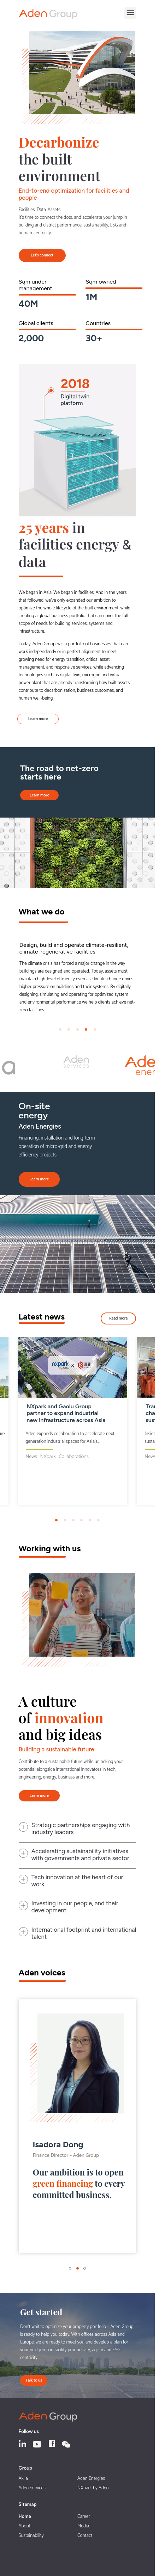 Aden Group
Decarbonize
the built
environment
End-to-end optimization for facilities and
people
Facilities. Data. Assets.
It's time to connect the dots, and accelerate your jump in
building and district performance, sustainability, ESG and
human-centricity.
Let's connect
Sqm under
management
40M
Sqm owned
1M
Global clients
2,000
Countries
30+
2018
Digital twin
platform
25 years in
facilities energy &
data
We began in Asia. We began in facilities. And in the years
that followed, we've only expanded our ambition to
optimize the whole lifecycle of the built environment, while
creating a global business portfolio that can cover the full
range of needs for building services, systems and
infrastructure.
Today, Aden Group has a portfolio of businesses that can
work independently or in perfect alignment to meet
growing need for energy transition, critical asset
management, and responsive services, while advancing
technologies such as digital twin, microgrid and virtual
power plant that are already transforming how built assets
contribute to decarbonization, business outcomes, and
human well-being.
Learn more
The road to net-zero
starts here
Learn more
What we do
Design, build and operate climate-resilient,
climate-regenerative facilities
The climate crisis has forced a major change in the way
buildings are designed and operated. Today, assets must
maintain their high efficiency even as climate change drives
higher pressures on buildings and their systems. By digitally
designing, simulating and operating for optimized system
and environmental performance we help clients achieve net-
zero facilities.
Aden
services
Ade
ener
On-site
energy
Aden Energies
Financing, installation and long-term
operation of micro-grid and energy
efficiency projects.
Learn more
Latest news
Read more
NXpark and Gaolu Group
partner to expand industrial
new infrastructure across Asia
Aden expands collaboration to accelerate next-
generation industrial spaces for Asia's...
News NXpark Collaborations
Working with us
A culture
of innovation
and big ideas
Building a sustainable future
Contribute to a sustainable future while unlocking your
potential alongside international innovators in tech,
engineering, energy, business and more.
Learn more
Strategic partnerships engaging with
industry leaders
Accelerating sustainability initiatives
with governments and private sector
Tech innovation at the heart of our
work
Investing in our people, and their
development
International footprint and international
talent
Aden voices
Isadora Dong
Finance Director - Aden Group
Our ambition is to open
green financing to every
committed business.
Get started
Don't wait to optimize your property portfolio - Aden Group
is ready to help you today. With offices across Asia and
Europe, we are ready to meet you and develop a plan for
your next jump in facility productivity, agility and ESG-
centricity.
Talk to us
Aden Group
Follow us
Group
Akila
Aden Energies
Aden Services
NXpark by Aden
Sitemap
Home
Career
About
Media
Sustainability
Contact